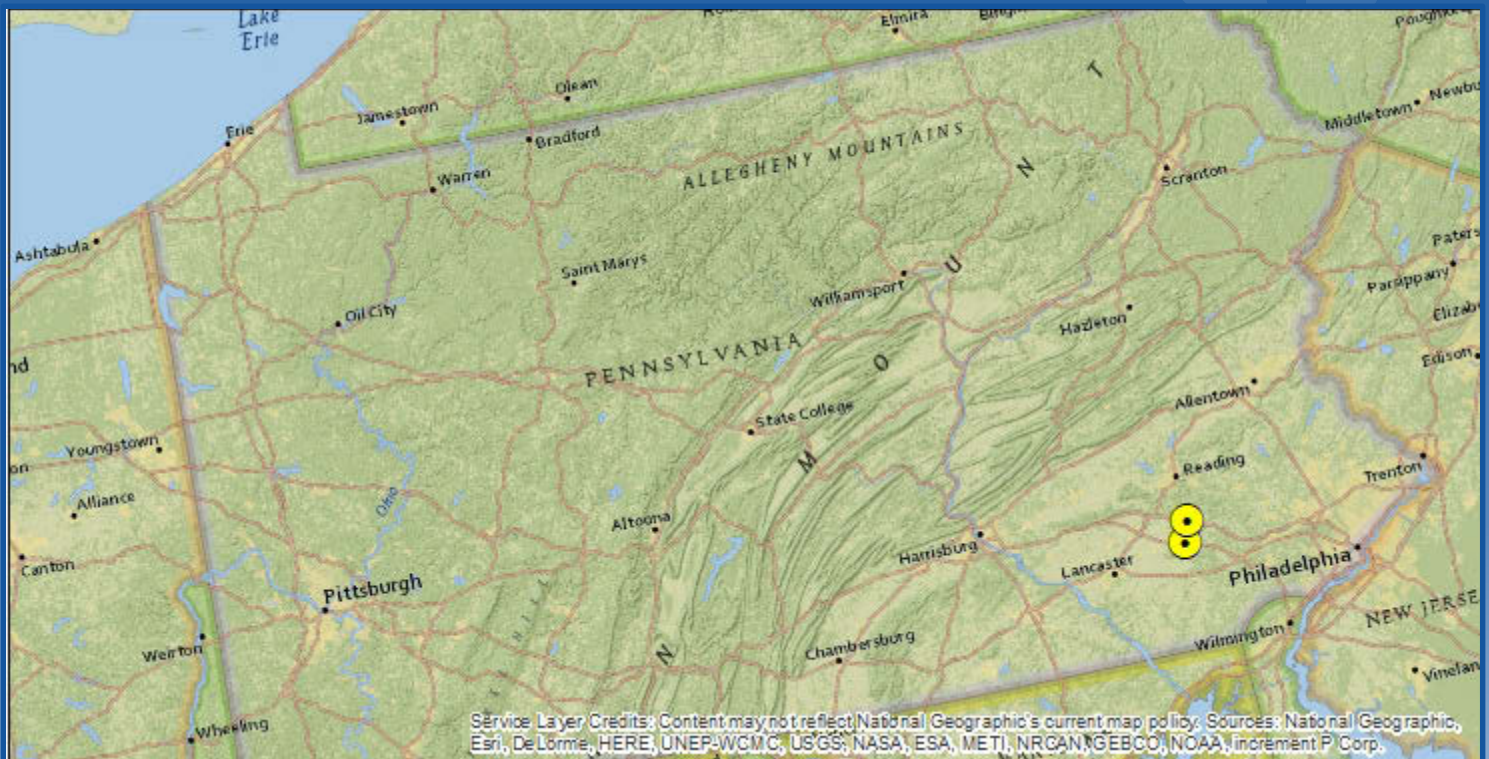 Lake
Erie
Elmira
Olean
Jamestown
Erie
Bradford
Middletown
Newbu
ALLEGHENY MOUNTAINS
Warren
Scranton
Ashtabula
Saint Marys
Williamsport
Paters
Parsippany
Oil City
Hazleton
Elizab
PENNSYLVANIA
Edison
nd
State College
Allentown
Youngstown
Reading
Trenton
on
Alliance
Ohio
Altoona
Harrisburg
Canton
Lancaster
Philadelphia
Pittsburgh
NEW JERSE
Weirton
Chambersburg
Wilmington
Vinelan
Wheeling
T
N
U
O
M
N
Service Layer Credits: Content may not reflect National Geographic's current map policy. Sources: National Geographic,
Esri, DeLorme, HERE, UNEP-WCMC, USGS, NASA, ESA, METI, NRCAN, GEBCO, NOAA, increment P Corp.